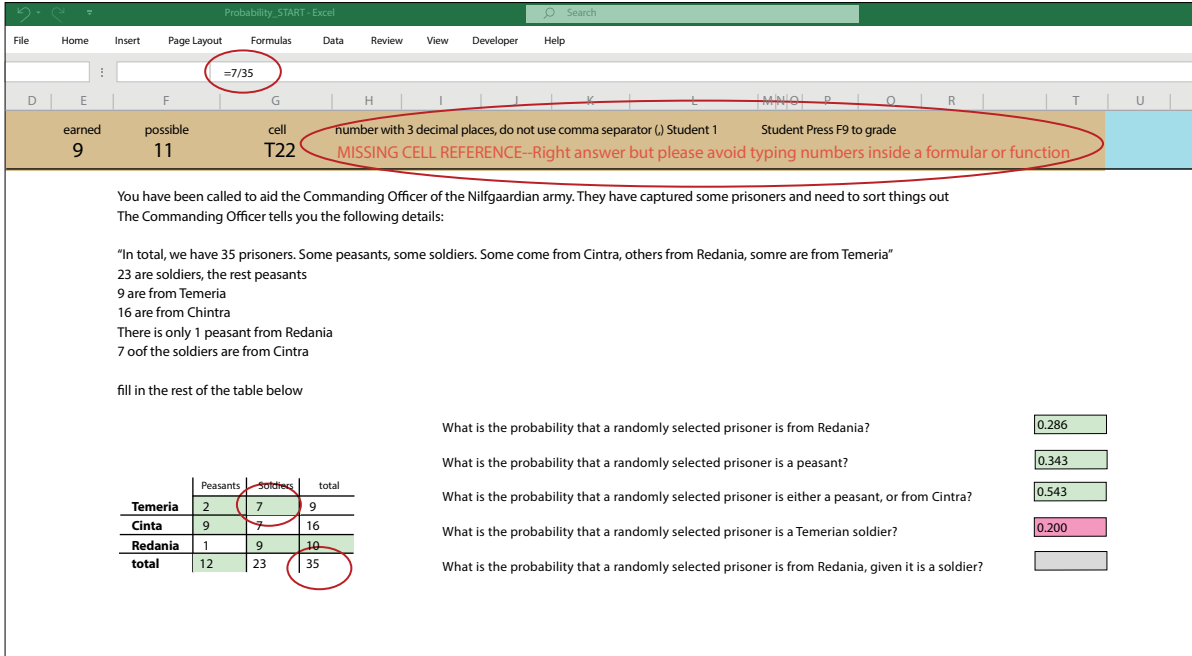 Probability_START - Excel
Search
File Home Insert Page Layout Formulas Data Review View Developer Help
=7/35
D E F G H I J K L M N O P Q R T U
earned possible cell number with 3 decimal places, do not use comma separator (,) Student 1 Student Press F9 to grade
9 11 T22 MISSING CELL REFERENCE--Right answer but please avoid typing numbers inside a formular or function
You have been called to aid the Commanding Officer of the Nilfgaardian army. They have captured some prisoners and need to sort things out
The Commanding Officer tells you the following details:
“In total, we have 35 prisoners. Some peasants, some soldiers. Some come from Cintra, others from Redania, somre are from Temeria”
23 are soldiers, the rest peasants
9 are from Temeria
16 are from Chintra
There is only 1 peasant from Redania
7 oof the soldiers are from Cintra
fill in the rest of the table below
What is the probability that a randomly selected prisoner is from Redania? 0.286
What is the probability that a randomly selected prisoner is a peasant? 0.343
What is the probability that a randomly selected prisoner is either a peasant, or from Cintra? 0.543
What is the probability that a randomly selected prisoner is a Temerian soldier? 0.200
What is the probability that a randomly selected prisoner is from Redania, given it is a soldier?
Peasants Soldiers total
Temeria 2 7 9
Cinta 9 7 16
Redania 1 9 10
total 12 23 35